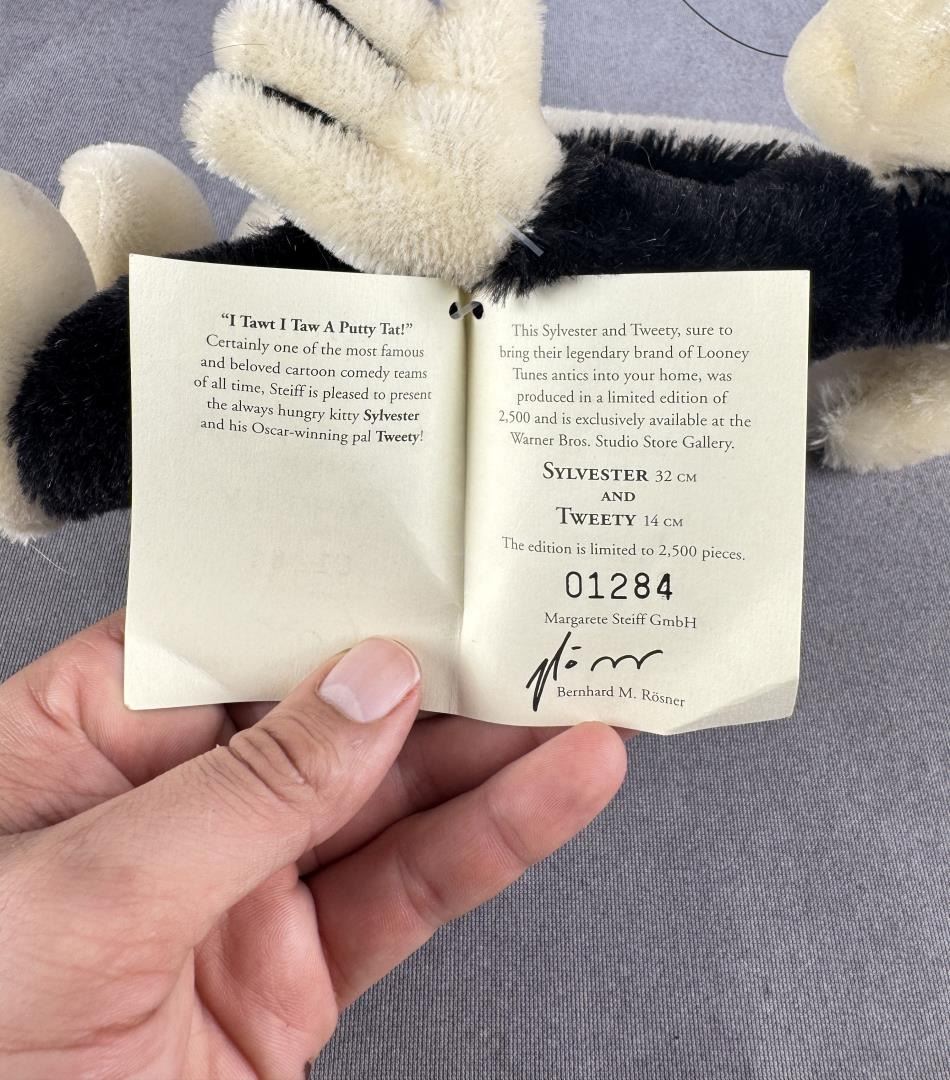 “I Tawt I Taw A Putty Tat!”
Certainly one of the most famous
and beloved cartoon comedy teams
of all time, Steiff is pleased to present
the always hungry kitty Sylvester
and his Oscar-winning pal Tweety!
This Sylvester and Tweety, sure to
bring their legendary brand of Looney
Tunes antics into your home, was
produced in a limited edition of
2,500 and is exclusively available at the
Warner Bros. Studio Store Gallery.
SYLVESTER 32 CM
AND
TWEETY 14 CM
The edition is limited to 2,500 pieces.
01284
Margarete Steiff GmbH
Bernhard M. Rösner